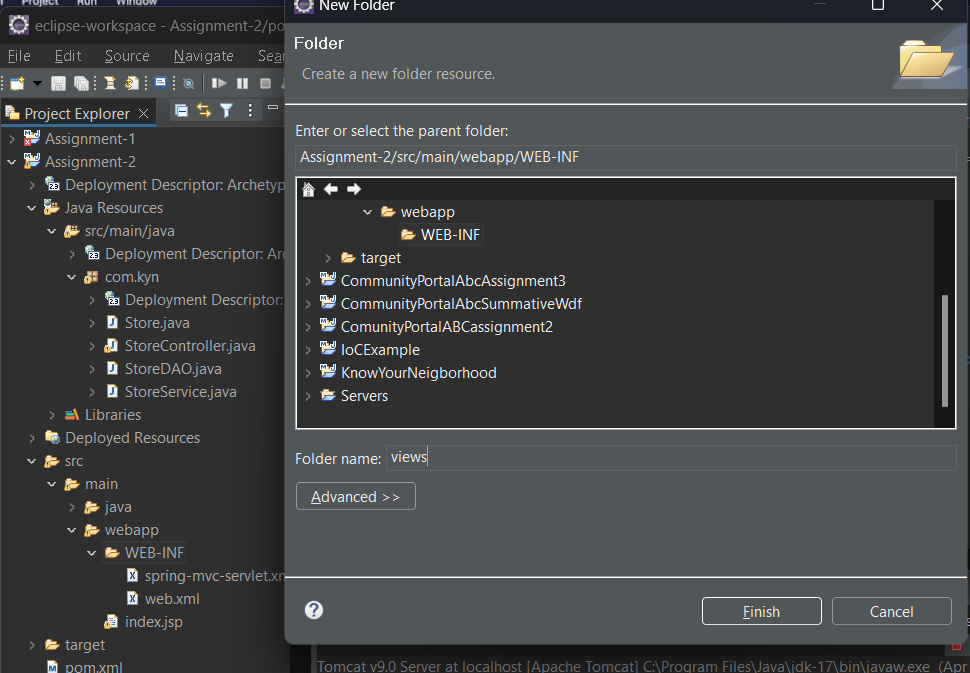 Project Run Window
eclipse-workspace - Assignment-2/po
File Edit Source Navigate Sea
Project Explorer
Assignment-1
Assignment-2
Deployment Descriptor: Archetyp
Java Resources
src/main/java
Deployment Descriptor: Arc
com.kyn
Deployment Descriptor:
Store.java
StoreController.java
StoreDAO.java
StoreService.java
Libraries
Deployed Resources
src
main
java
webapp
WEB-INF
spring-mvc-servlet.xm
web.xml
index.jsp
target
pom.xml
New Folder
Folder
Create a new folder resource.
Enter or select the parent folder:
Assignment-2/src/main/webapp/WEB-INF
webapp
WEB-INF
target
CommunityPortalAbcAssignment3
CommunityPortalAbcSummativeWdf
ComunityPortalABCassignment2
IoCExample
KnowYourNeigborhood
Servers
Folder name: views
Advanced >>
Finish Cancel
Tomcat v9.0 Server at localhost [Apache Tomcat] C:\Program Files\Java\jdk-17\bin\javaw.exe (Apr